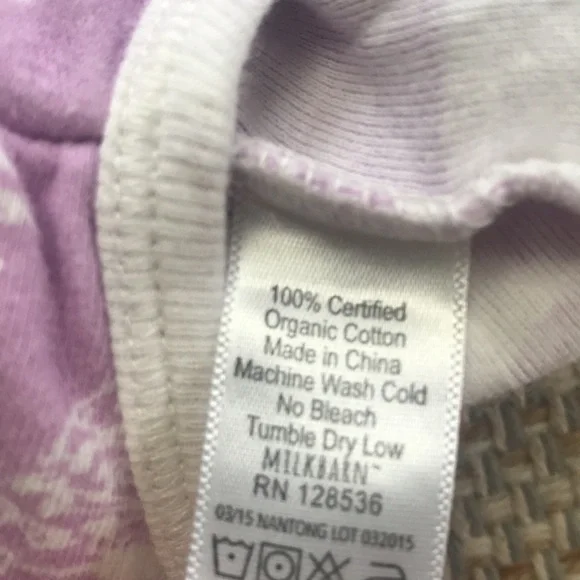 100% Certified
Organic Cotton
Made in China
Machine Wash Cold
No Bleach
Tumble Dry Low
MILKBARN™
RN 128536
03/15 NANTONG LOT 032015